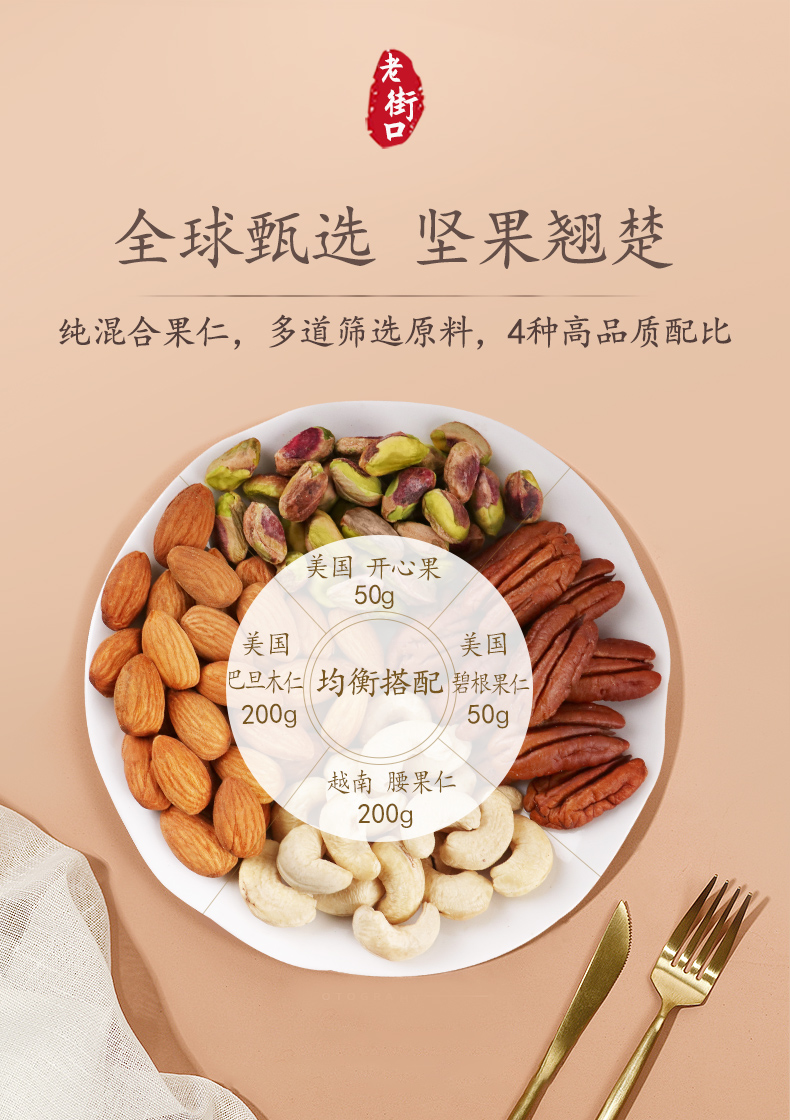 老街口
全球甄选 坚果翘楚
纯混合果仁，多道筛选原料，4种高品质配比
美国 开心果
50g
美国
巴旦木仁
200g
均衡搭配
美国
碧根果仁
50g
越南 腰果仁
200g